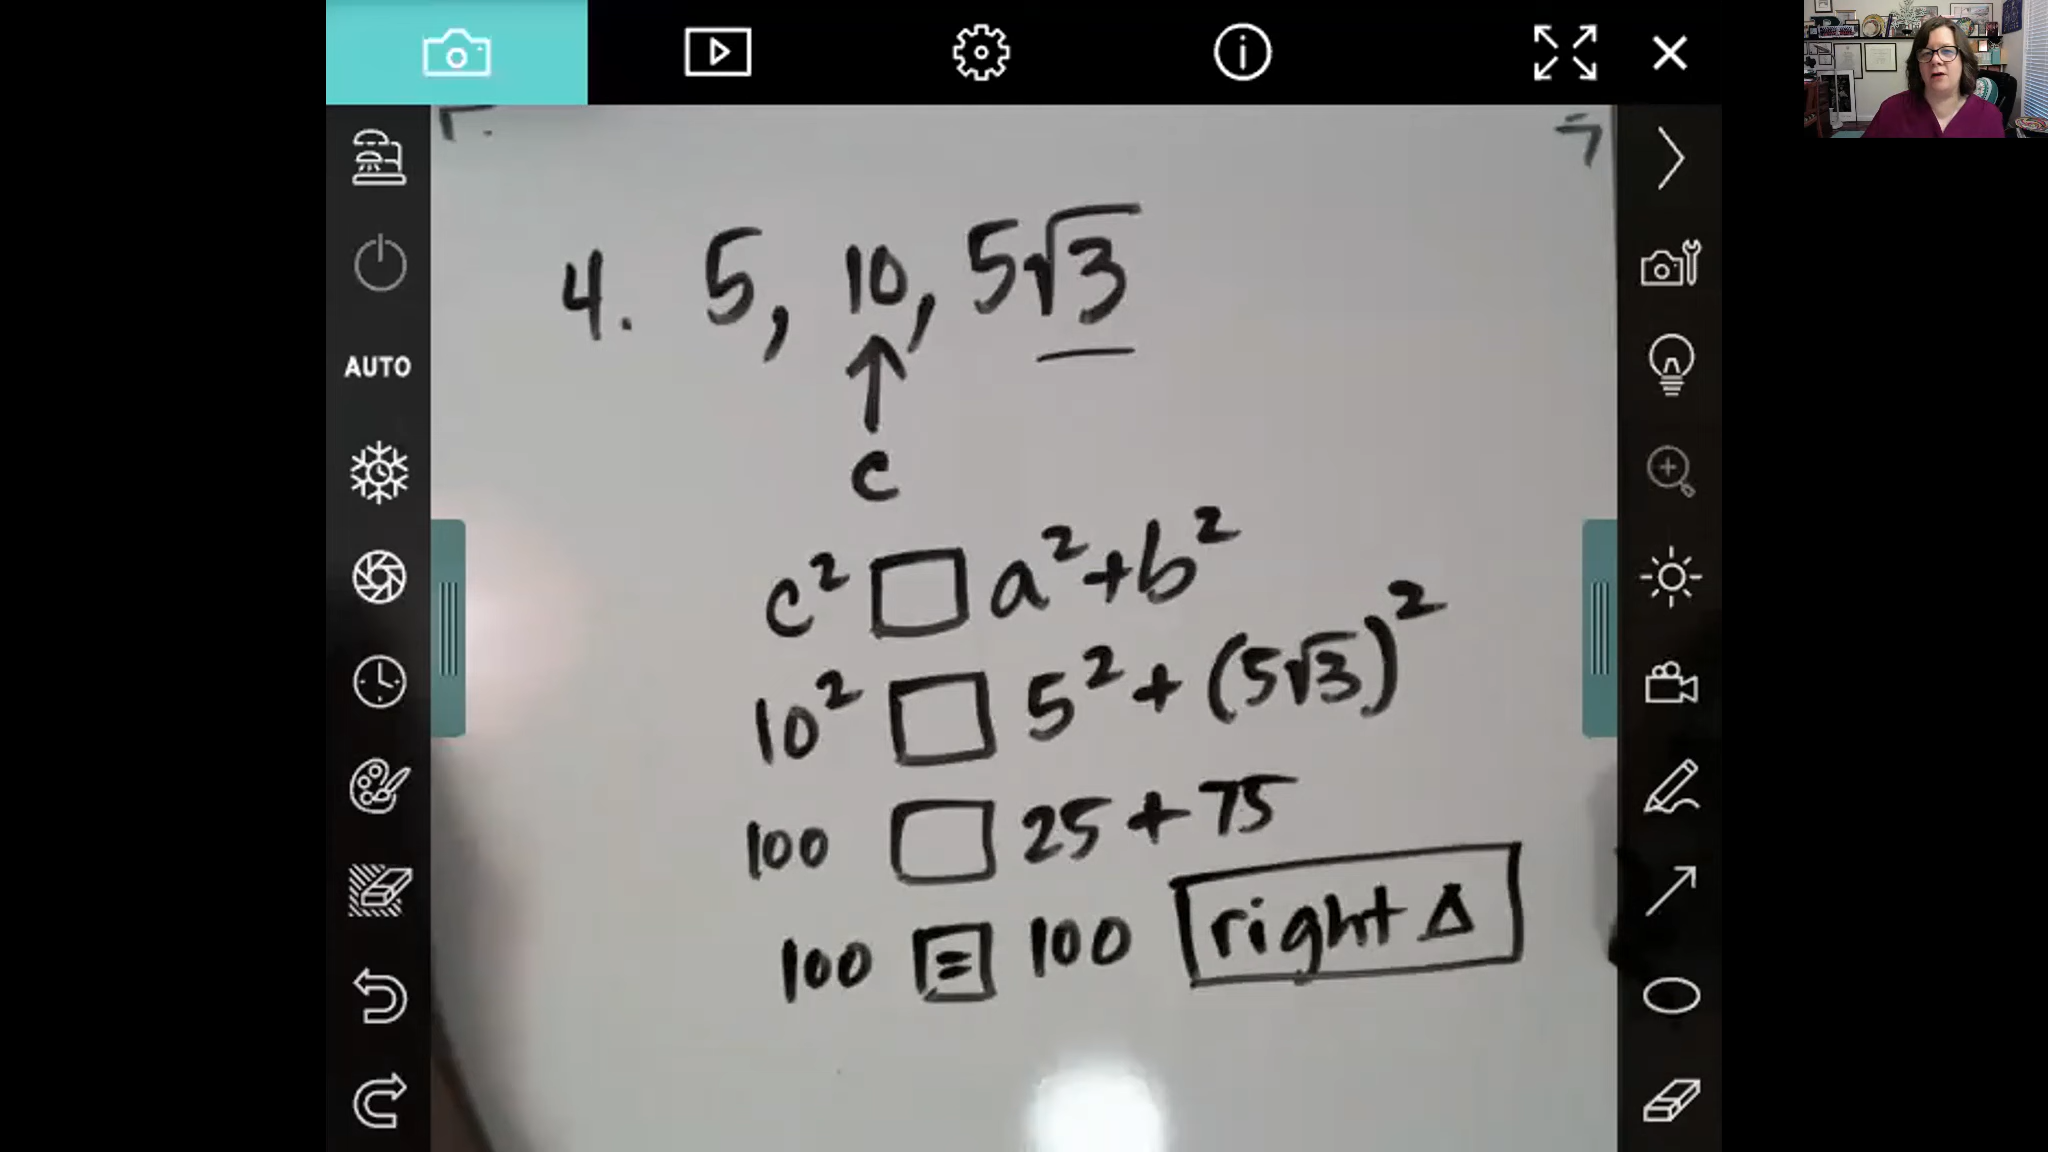 AUTO
4. 5, 10, 5√3
c
c² □ a²+b²
10² □ 5² + (5√3)²
100 □ 25 + 75
100 = 100 right Δ